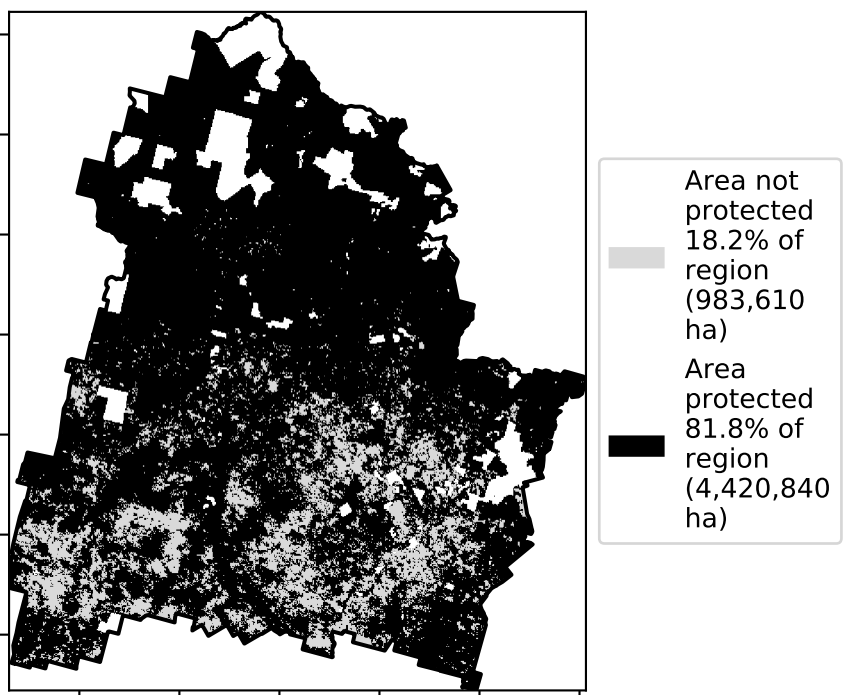 Area not
protected
18.2% of
region
(983,610
ha)
Area
protected
81.8% of
region
(4,420,840
ha)